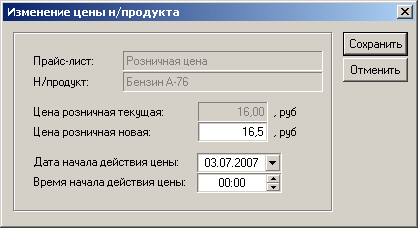 Изменение цены н/продукта
Прайс-лист: Розничная цена
Сохранить
Н/продукт: Бензин А-76
Отменить
Цена розничная текущая: 16,00 , руб
Цена розничная новая: 16,5 , руб
Дата начала действия цены: 03.07.2007
Время начала действия цены: 00:00